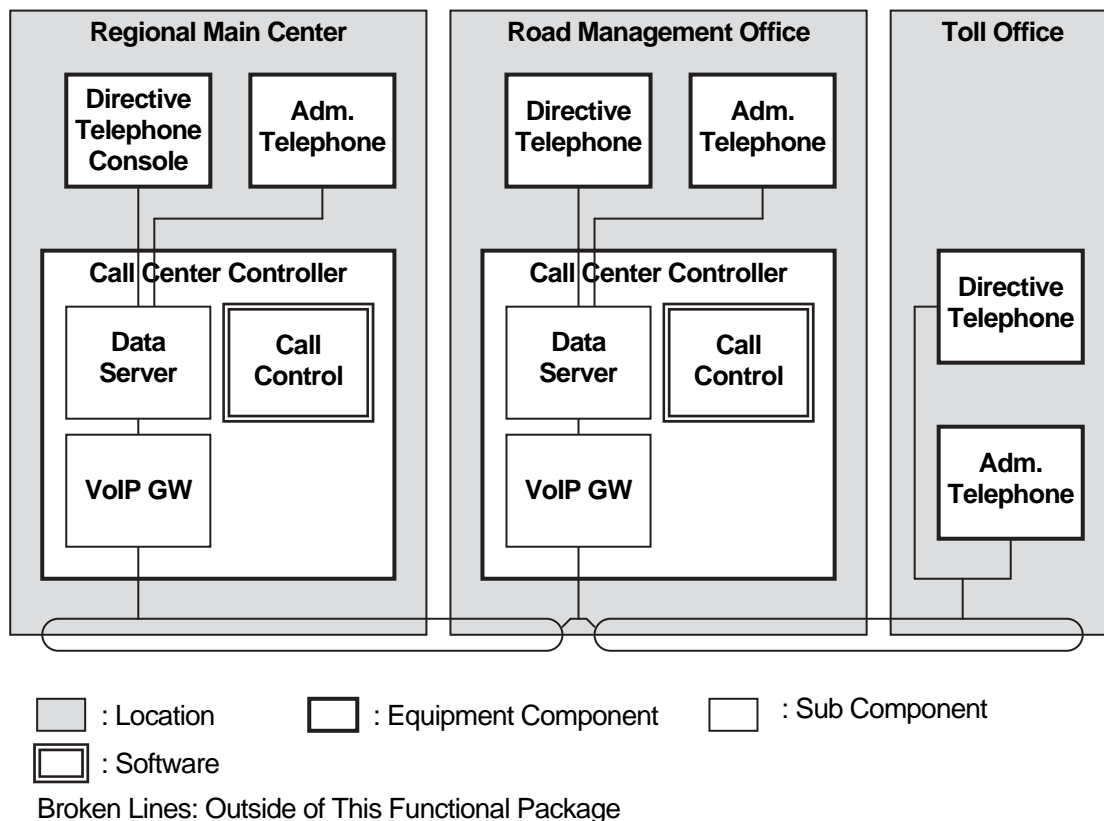 Regional Main Center
Directive
Telephone
Console
Adm.
Telephone
Call Center Controller
Data
Server
Call
Control
VoIP GW
Road Management Office
Directive
Telephone
Adm.
Telephone
Call Center Controller
Data
Server
Call
Control
VoIP GW
Toll Office
Directive
Telephone
Adm.
Telephone
: Location
: Equipment Component
: Sub Component
: Software
Broken Lines: Outside of This Functional Package